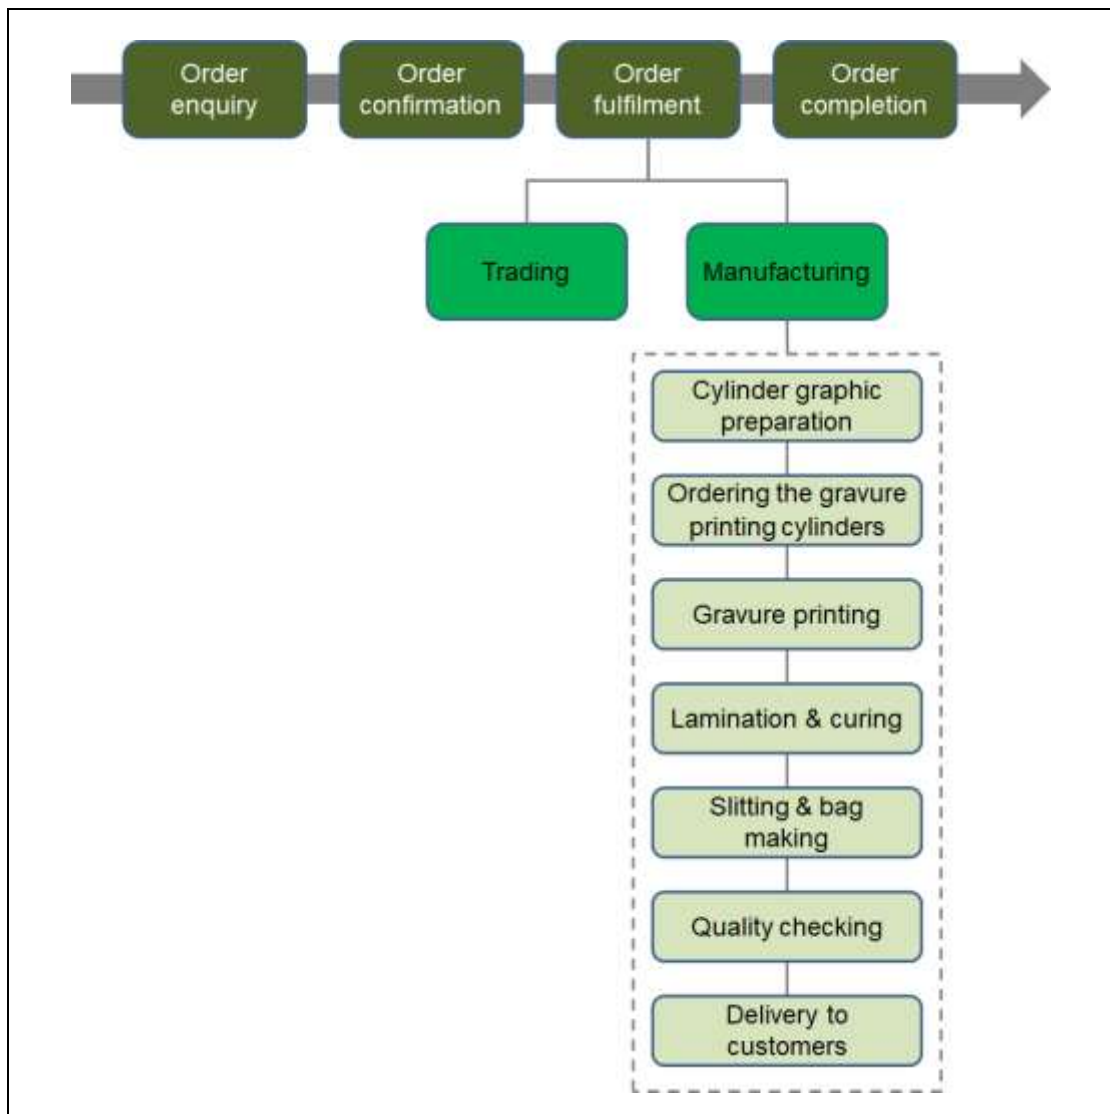 Order
enquiry
Order
confirmation
Order
fulfilment
Order
completion
Trading
Manufacturing
Cylinder graphic
preparation
Ordering the gravure
printing cylinders
Gravure printing
Lamination & curing
Slitting & bag
making
Quality checking
Delivery to
customers